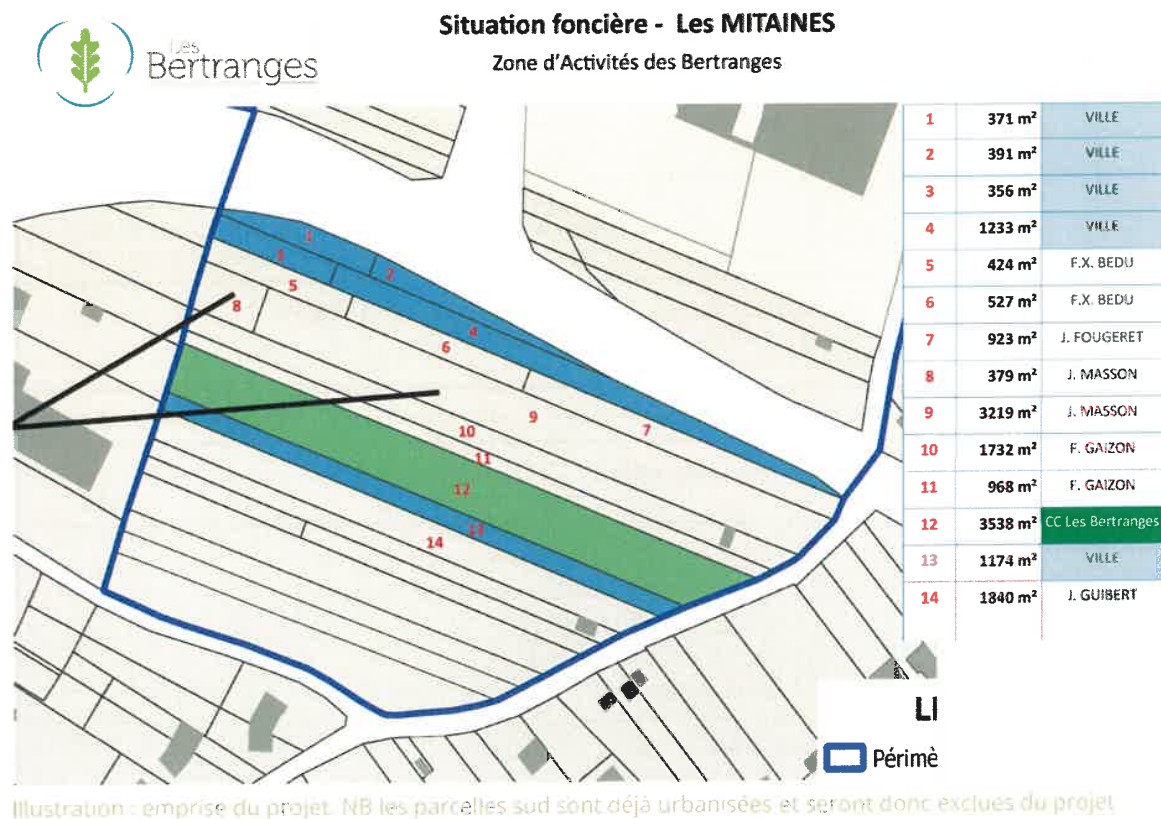 Situation foncière - Les MITAINES
Zone d'Activités des Bertranges
Les
Bertranges
1 371 m² VILLE
2 391 m² VILLE
3 356 m² VILLE
4 1233 m² VILLE
5 424 m² F.X. BEDU
6 527 m² F.X. BEDU
7 923 m² J. FOUGERET
8 379 m² J. MASSON
9 3219 m² J. MASSON
10 1732 m² F. GAIZON
11 968 m² F. GAIZON
12 3538 m² CC Les Bertranges
13 1174 m² VILLE
14 1840 m² J. GUIBERT
1
2
3
5
8
4
6
9
7
10
11
12
13
14
LI
Périmè
Illustration : emprise du projet. NB les parcelles sud sont déjà urbanisées et seront donc exclues du projet